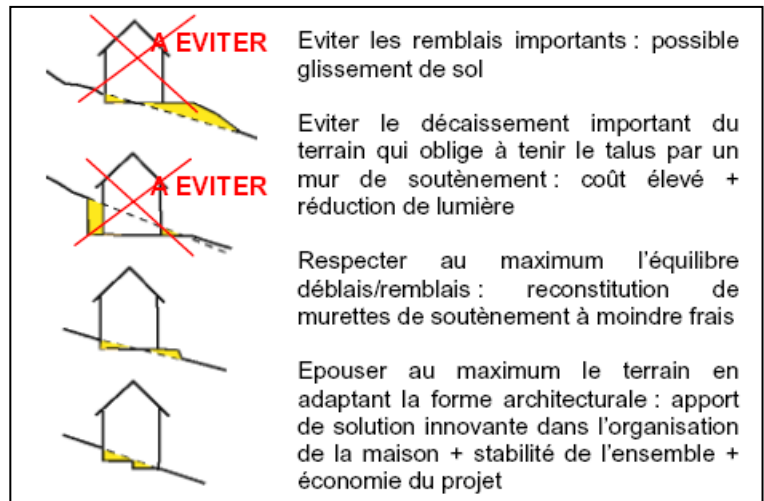 A EVITER
Eviter les remblais importants : possible
glissement de sol
A EVITER
Eviter le décaissement important du
terrain qui oblige à tenir le talus par un
mur de soutènement : coût élevé +
réduction de lumière
Respecter au maximum l'équilibre
déblais/remblais : reconstitution de
murettes de soutènement à moindre frais
Epouser au maximum le terrain en
adaptant la forme architecturale : apport
de solution innovante dans l'organisation
de la maison + stabilité de l'ensemble +
économie du projet